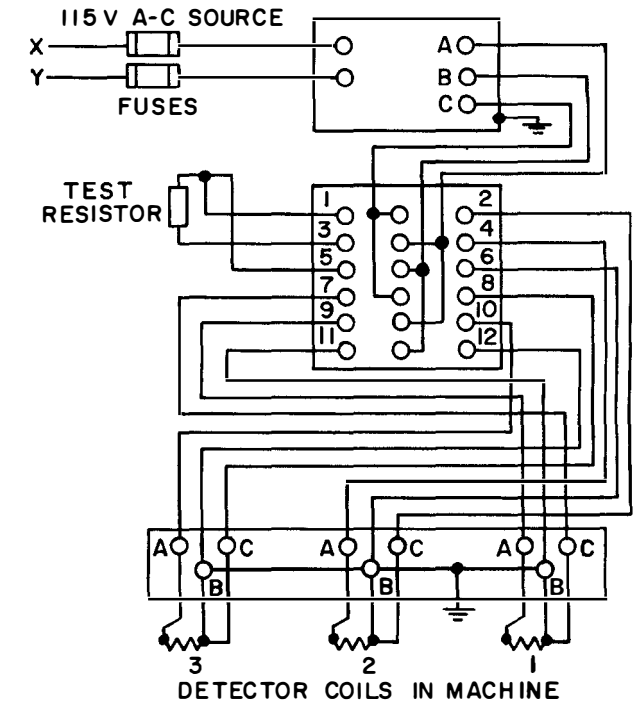 115 V A-C SOURCE
X
Y
FUSES
A
B
C
TEST
RESISTOR
1
2
3
4
5
6
7
8
9
10
11
12
A
C
A
C
A
C
B
B
B
3
2
1
DETECTOR COILS IN MACHINE